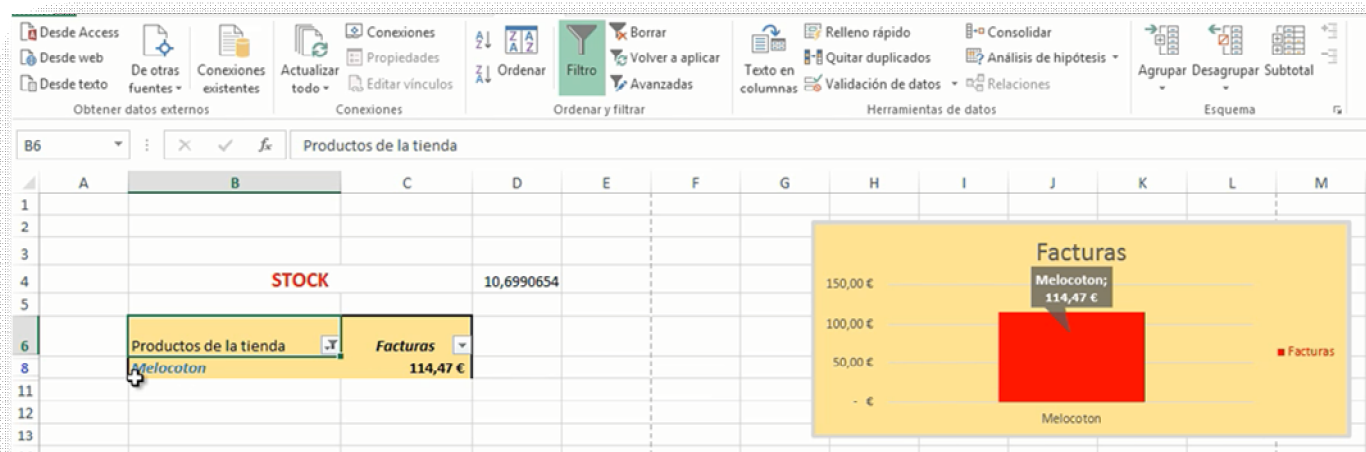 Desde Access
Desde web
Desde texto
De otras fuentes
Conexiones existentes
Obtener datos externos
Actualizar todo
Conexiones
Propiedades
Editar vínculos
Conexiones
Ordenar
Filtro
Borrar
Volver a aplicar
Avanzadas
Ordenar y filtrar
Texto en columnas
Relleno rápido
Quitar duplicados
Validación de datos
Consolidar
Análisis de hipótesis
Relaciones
Herramientas de datos
Agrupar
Desagrupar
Subtotal
Esquema
B6
fx
Productos de la tienda
A B C D E F G H I J K L M
1
2
3
4 STOCK 10,6990654
5
6 Productos de la tienda Facturas
8 Melocoton 114,47 €
11
12
13
Facturas
150,00 €
100,00 €
50,00 €
- €
Melocoton;
114,47 €
Melocoton
Facturas